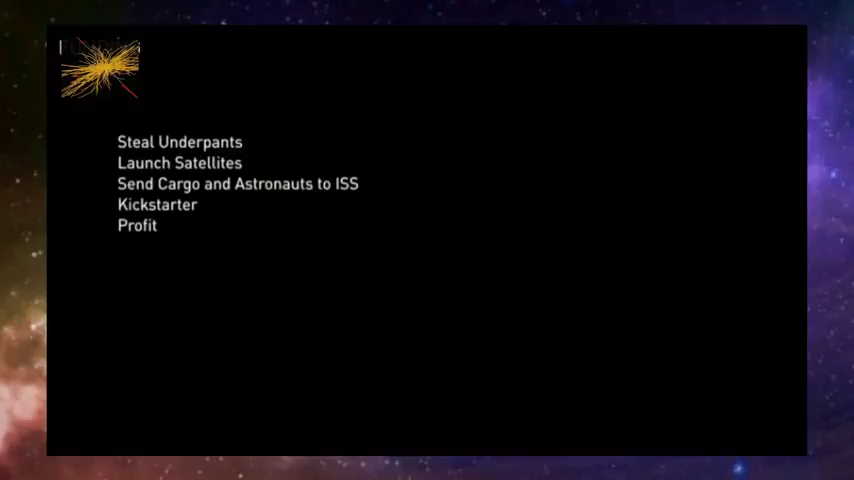 Steal Underpants
Launch Satellites
Send Cargo and Astronauts to ISS
Kickstarter
Profit